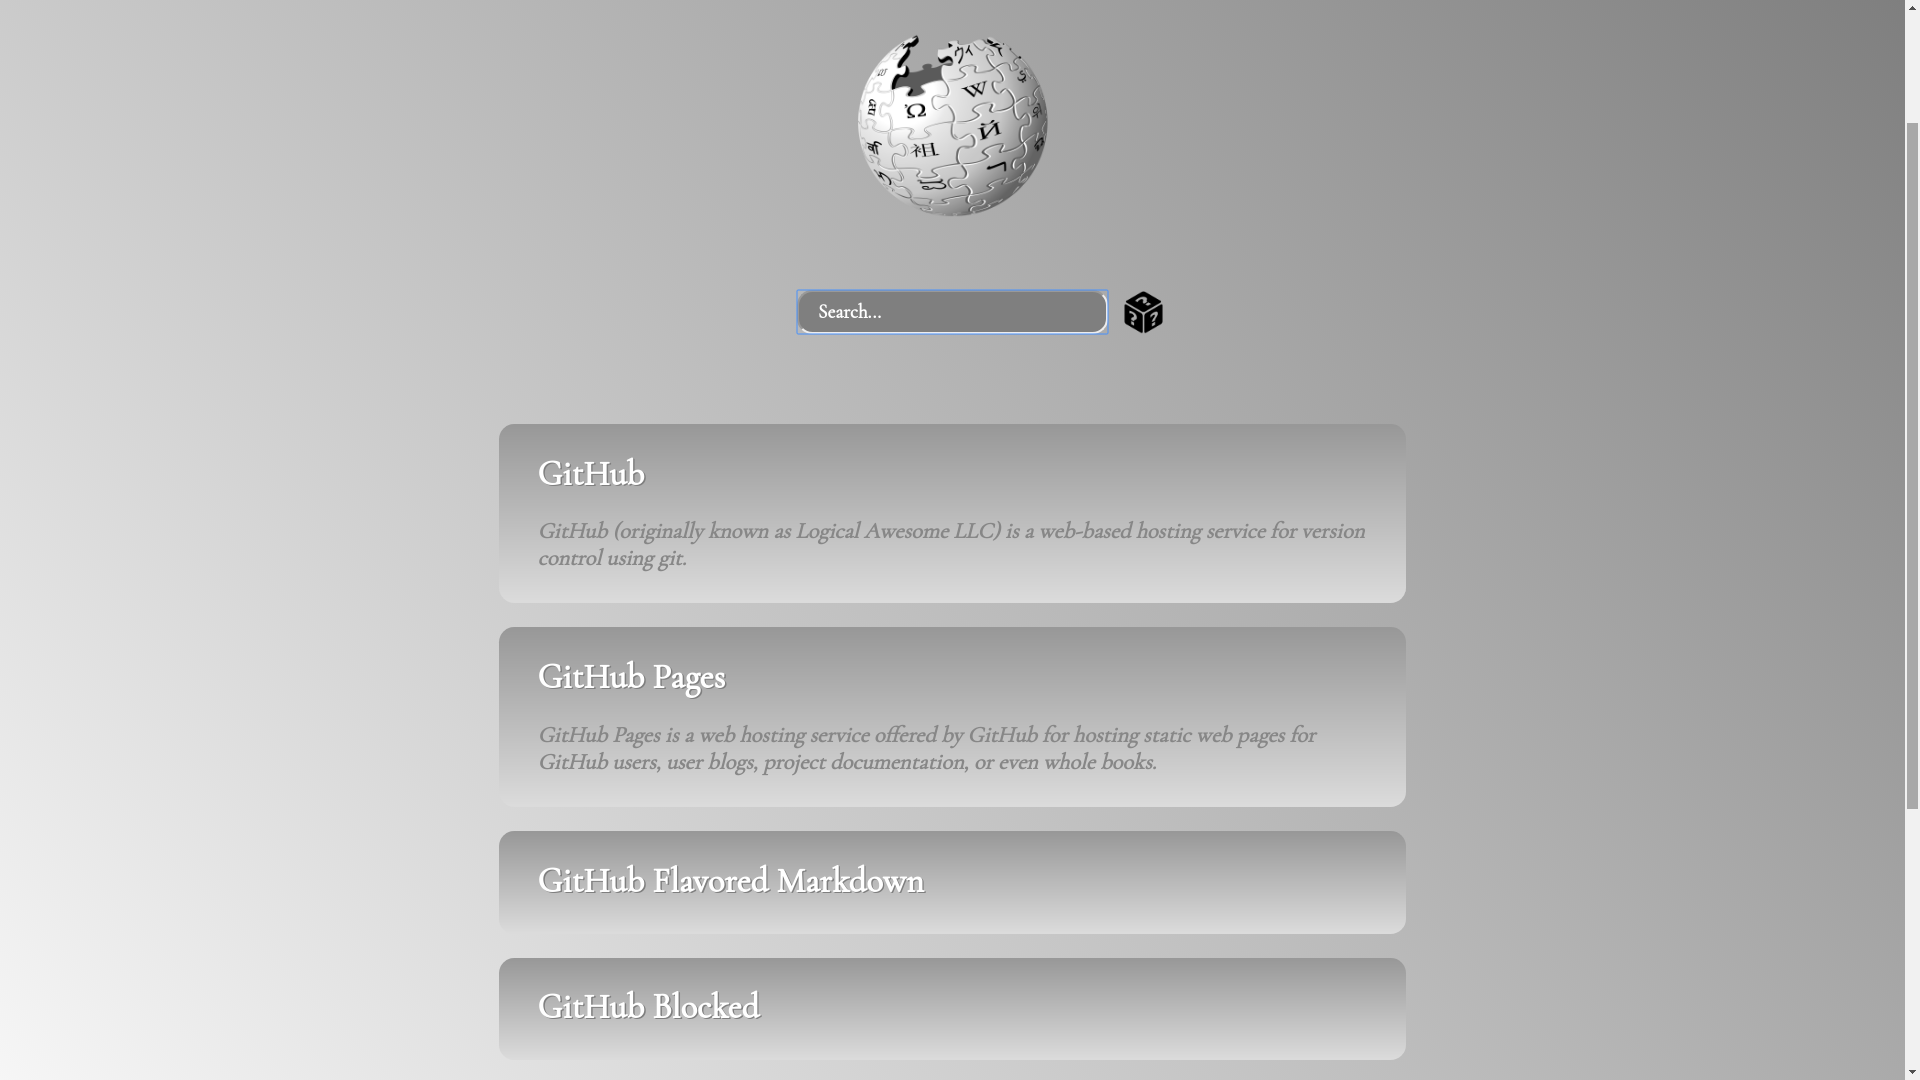 Ω W
И
祖
Search...
? ? ?
GitHub
GitHub (originally known as Logical Awesome LLC) is a web-based hosting service for version
control using git.
GitHub Pages
GitHub Pages is a web hosting service offered by GitHub for hosting static web pages for
GitHub users, user blogs, project documentation, or even whole books.
GitHub Flavored Markdown
GitHub Blocked